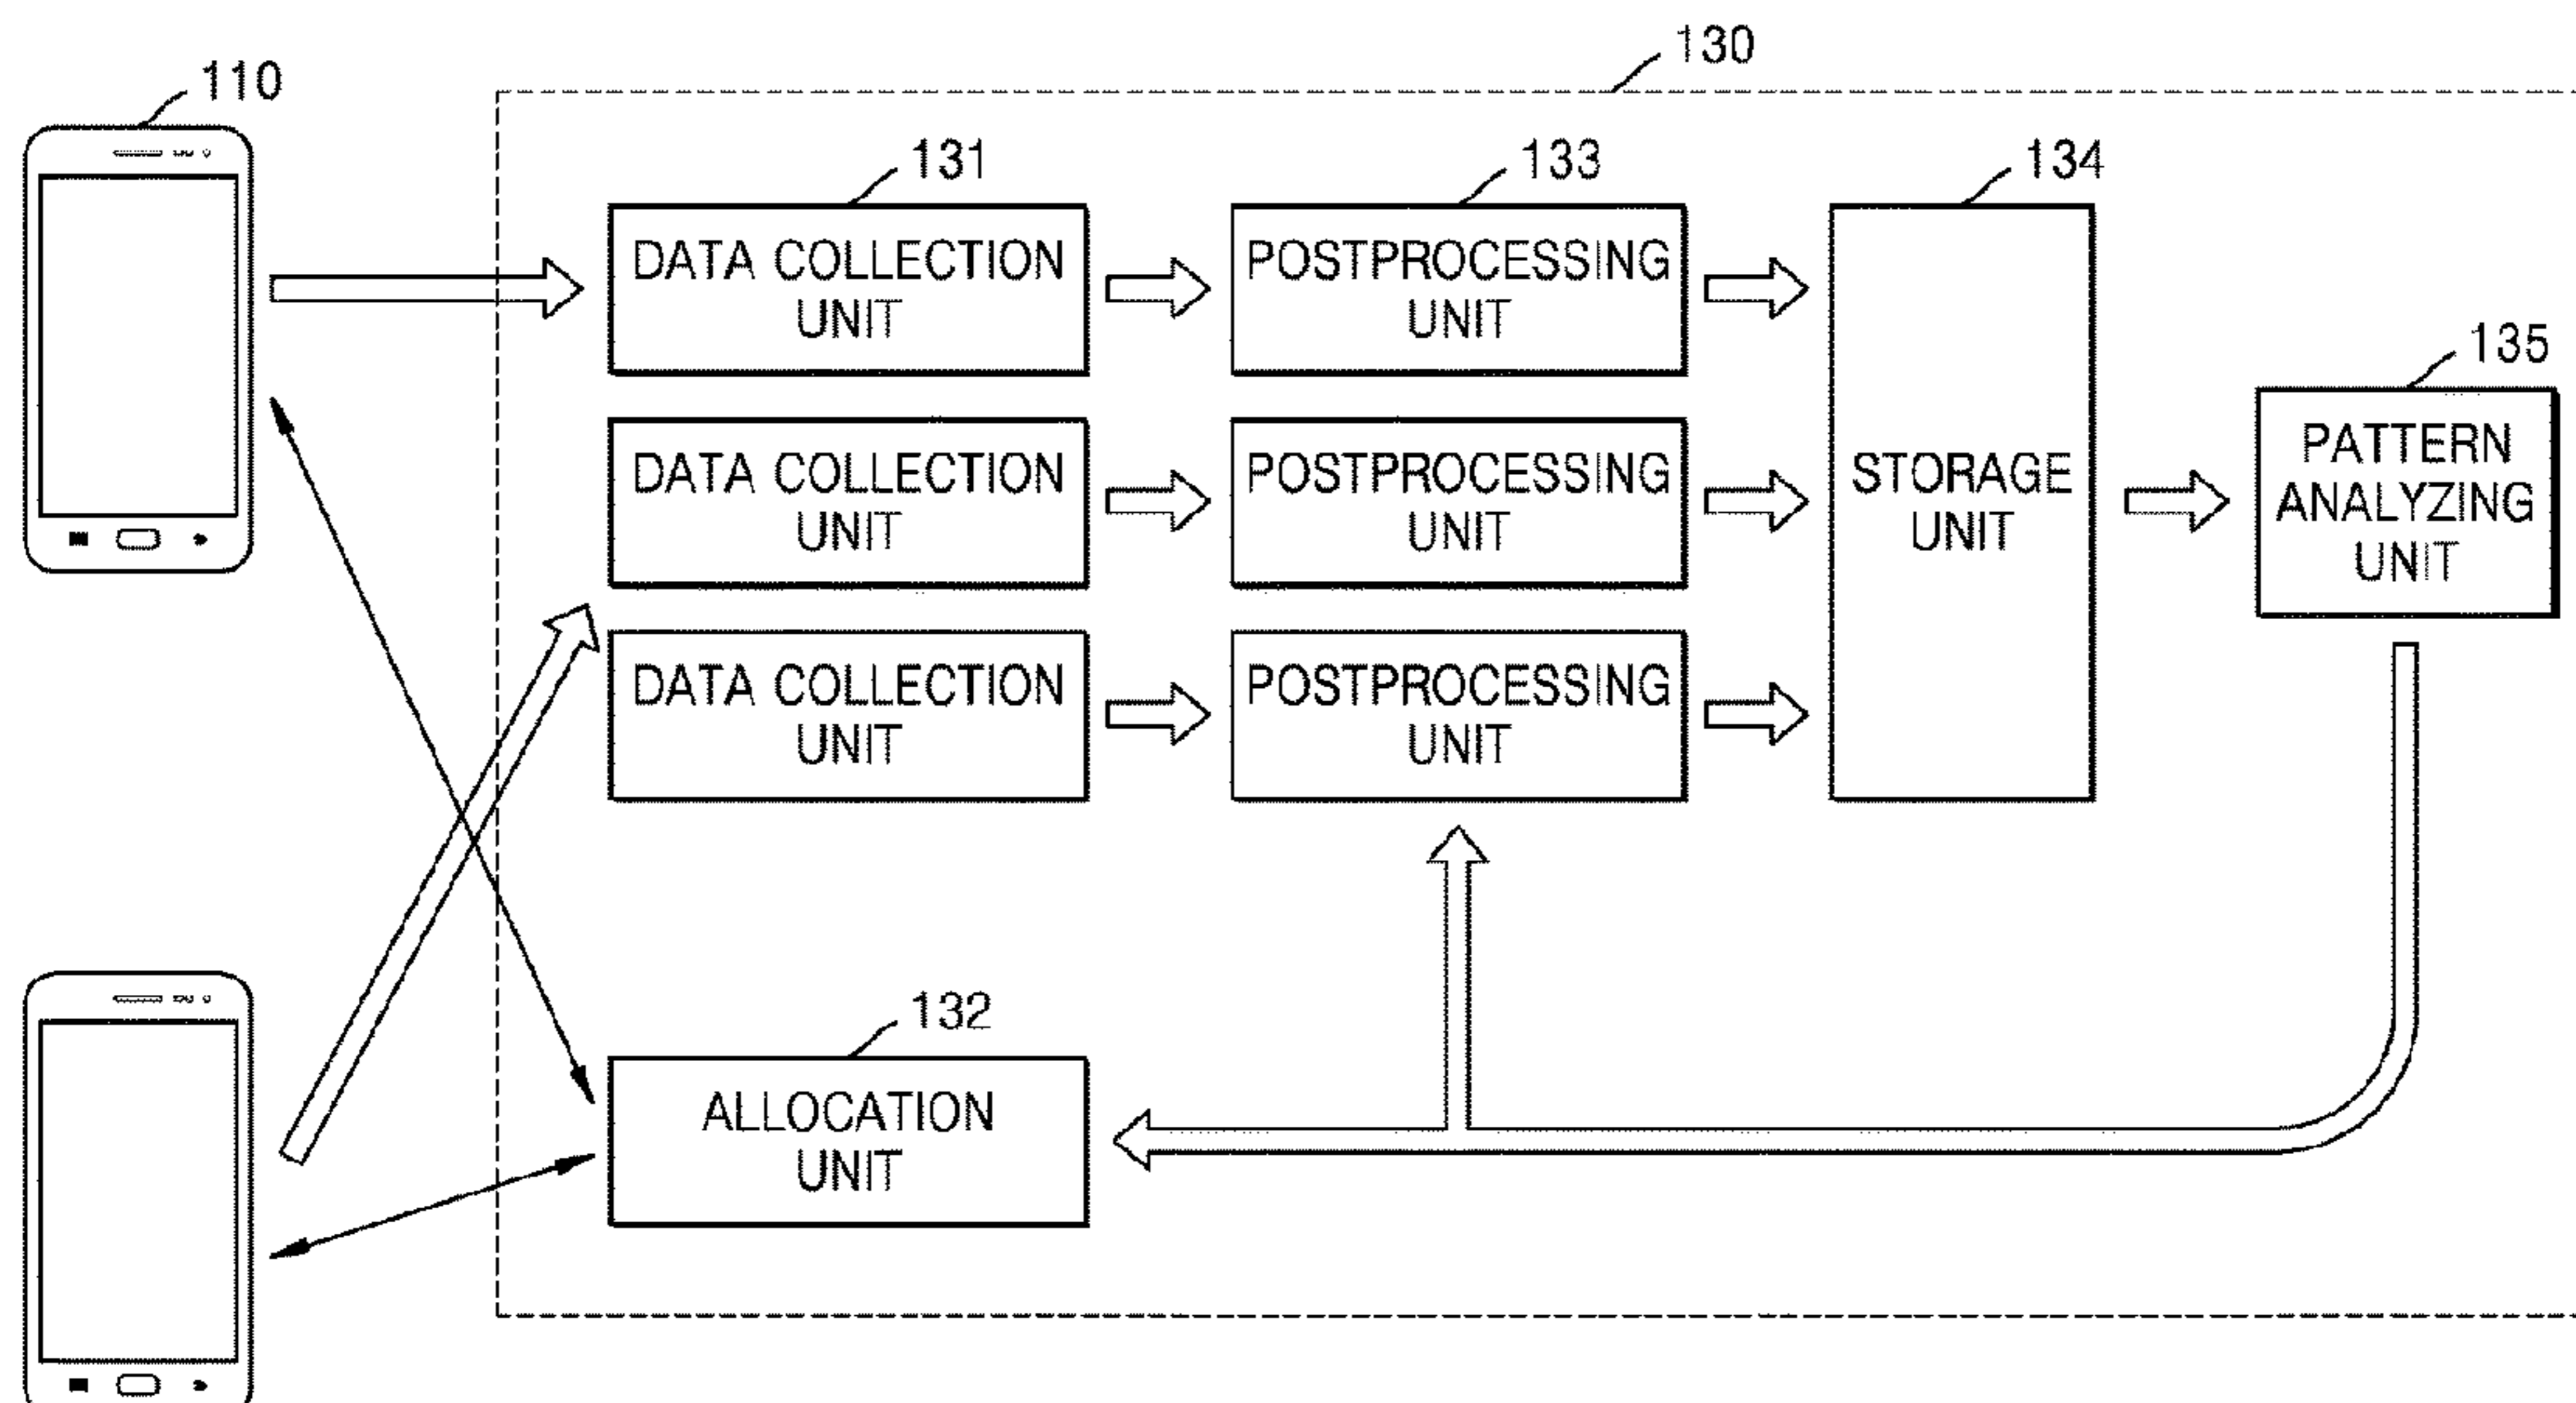 130
110
131
133
134
DATA COLLECTION
UNIT
POSTPROCESSING
UNIT
135
DATA COLLECTION
UNIT
POSTPROCESSING
UNIT
STORAGE
UNIT
PATTERN
ANALYZING
UNIT
DATA COLLECTION
UNIT
POSTPROCESSING
UNIT
132
ALLOCATION
UNIT